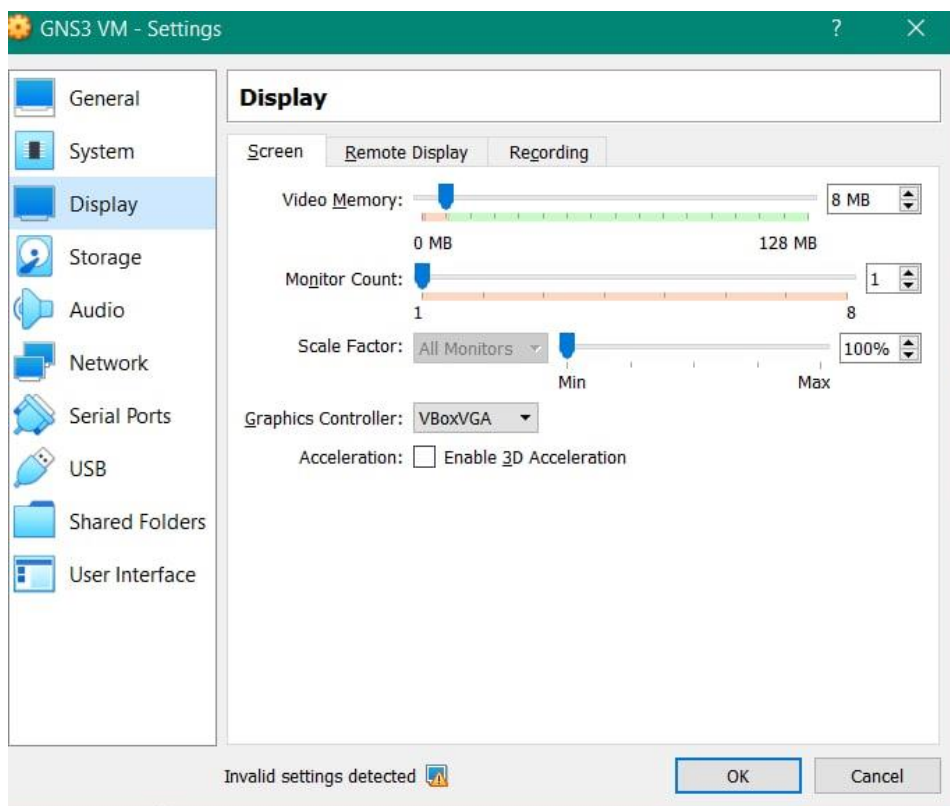 GNS3 VM - Settings ?
General
System
Display
Storage
Audio
Network
Serial Ports
USB
Shared Folders
User Interface
Display
Screen Remote Display Recording
Video Memory: 8 MB
0 MB 128 MB
Monitor Count: 1
1 8
Scale Factor: All Monitors 100%
Min Max
Graphics Controller: VBoxVGA
Acceleration: Enable 3D Acceleration
Invalid settings detected OK Cancel